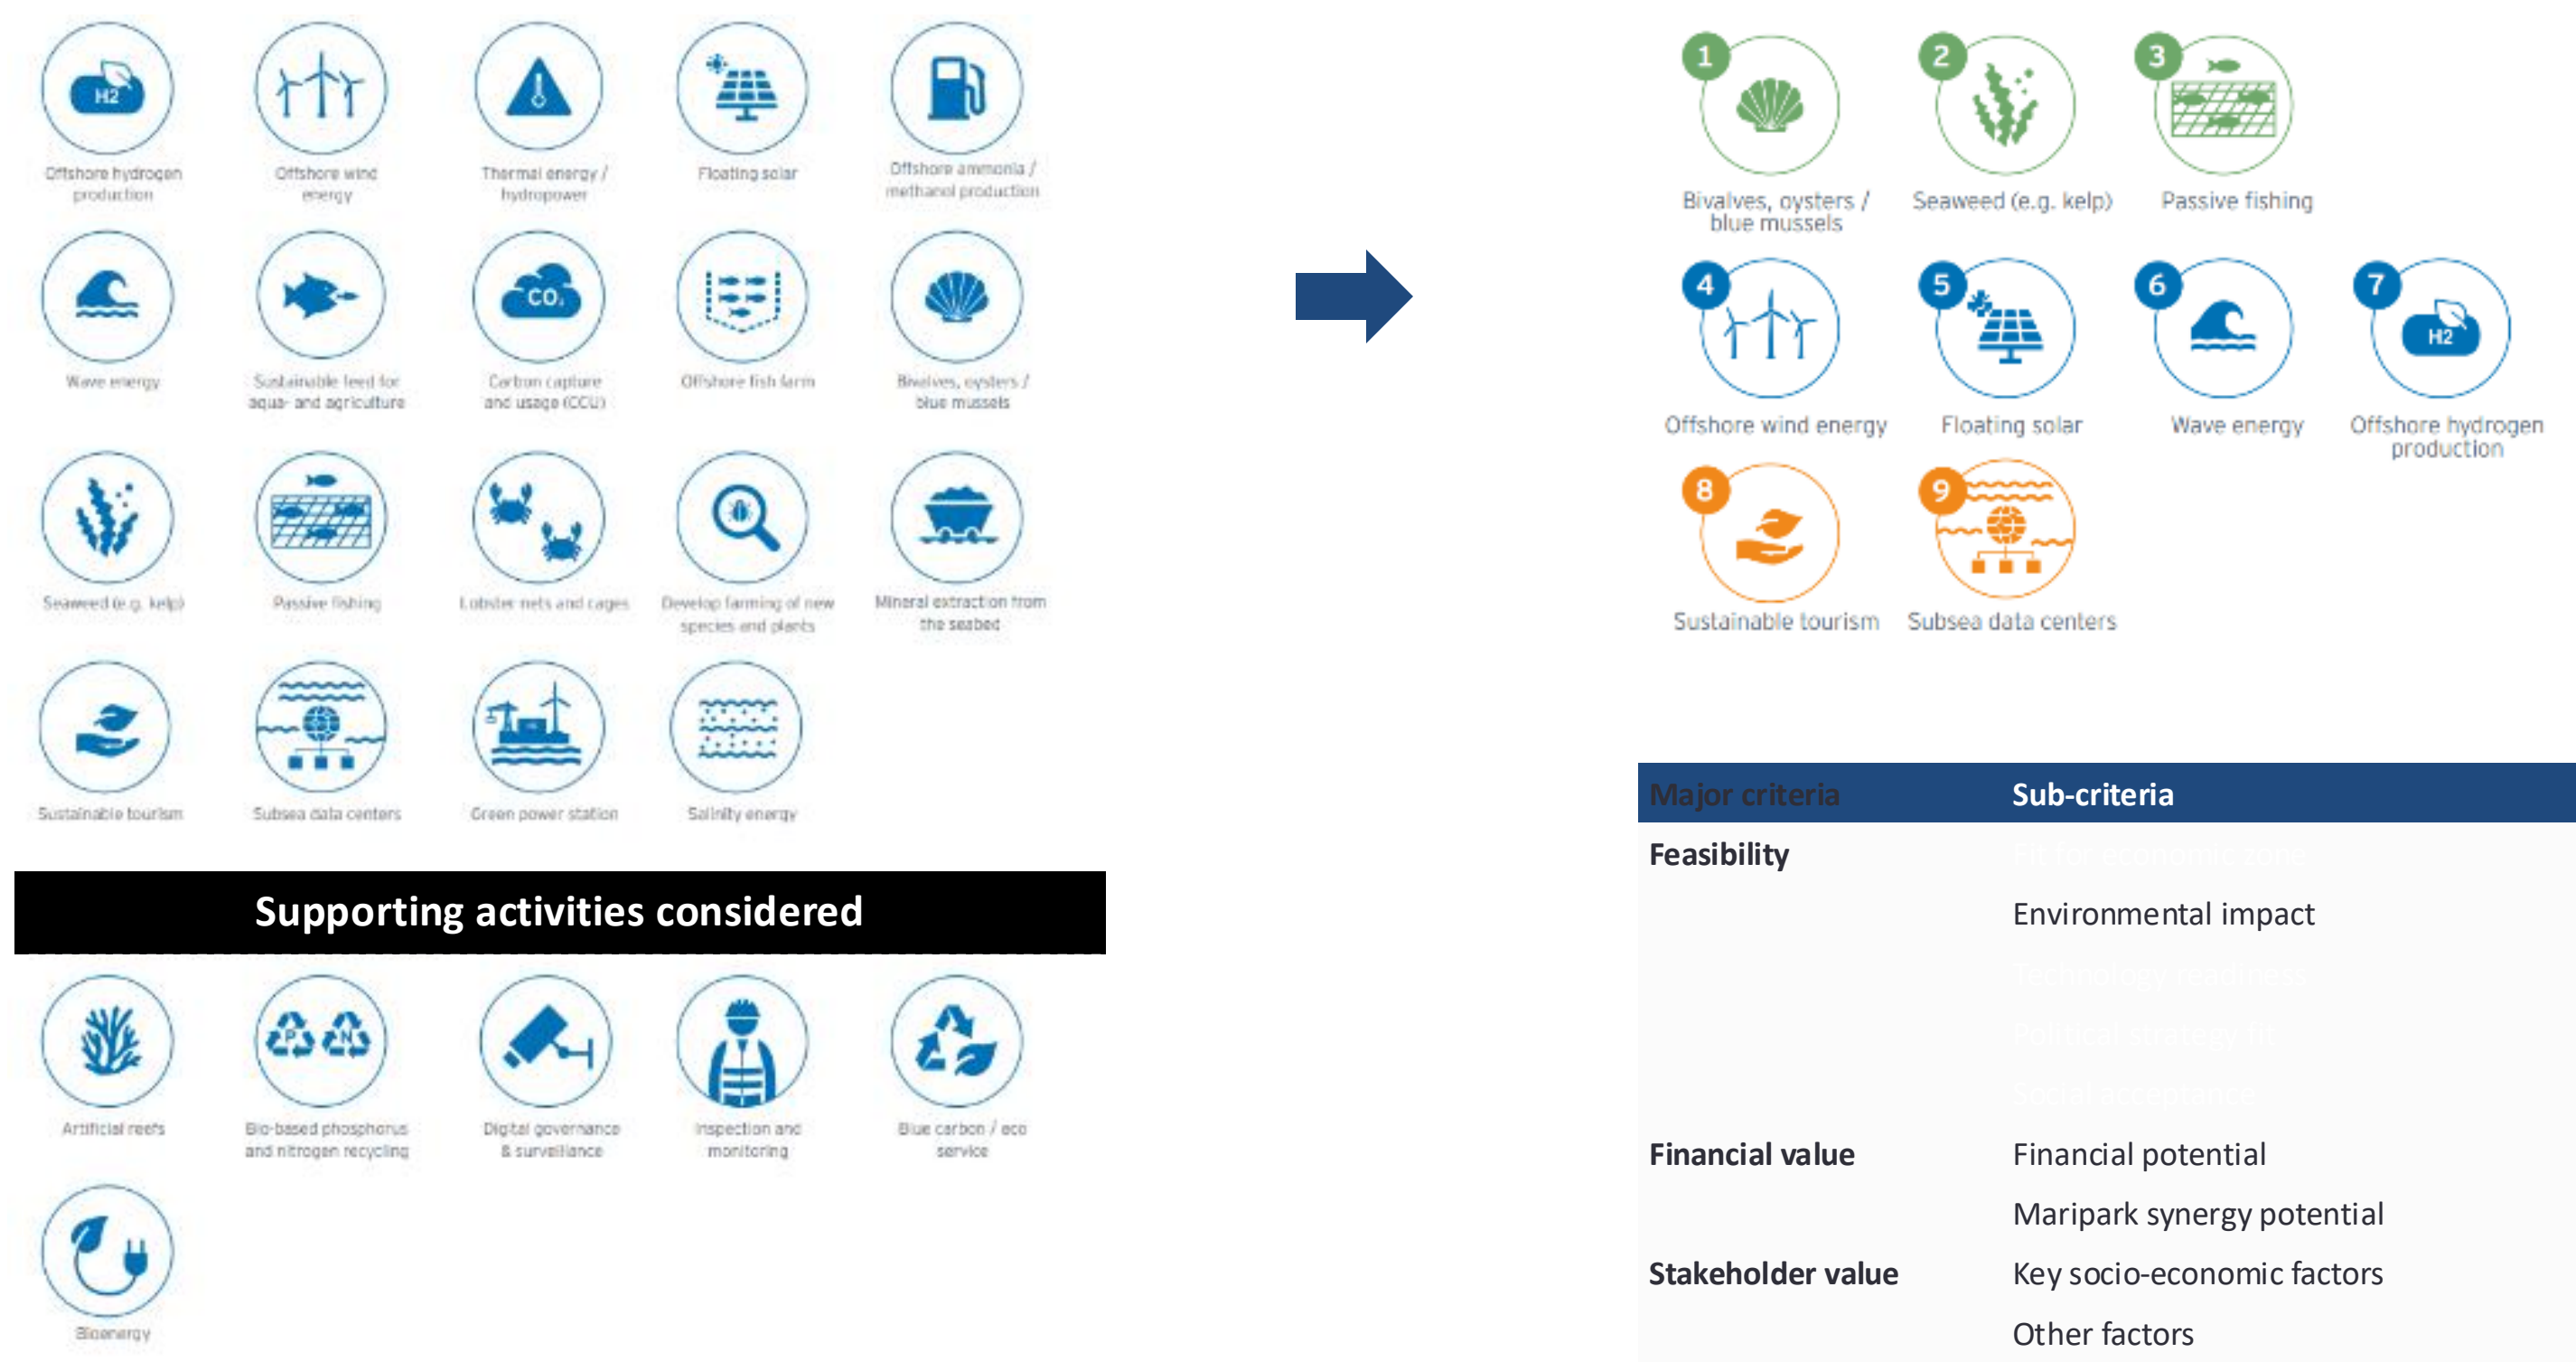 H2
Offshore hydrogen
production
Offshore wind
energy
Thermal energy /
hydropower
Floating solar
Offshore ammonia /
methanol production
Wave energy
Sustainable feed for
aqua- and agriculture
CO₂
Carbon capture
and usage (CCU)
Offshore fish farm
Bivalves, oysters /
blue mussels
Seaweed (e.g. kelp)
Passive fishing
Lobster nets and cages
Develop farming of new
species and plants
Mineral extraction from
the seabed
Sustainable tourism
Subsea data centers
Green power station
Salinity energy
Supporting activities considered
Artificial reefs
P N
Bio-based phosphorus
and nitrogen recycling
Digital governance
& surveillance
Inspection and
monitoring
Blue carbon / eco
service
Bioenergy
1
Bivalves, oysters /
blue mussels
2
Seaweed (e.g. kelp)
3
Passive fishing
4
Offshore wind energy
5
Floating solar
6
Wave energy
7
H2
Offshore hydrogen
production
8
Sustainable tourism
9
Subsea data centers
Major criteria Sub-criteria
Feasibility Fit for economic zone
Environmental impact
Technology readiness
Political strategy fit
Social acceptance
Financial value Financial potential
Maripark synergy potential
Stakeholder value Key socio-economic factors
Other factors